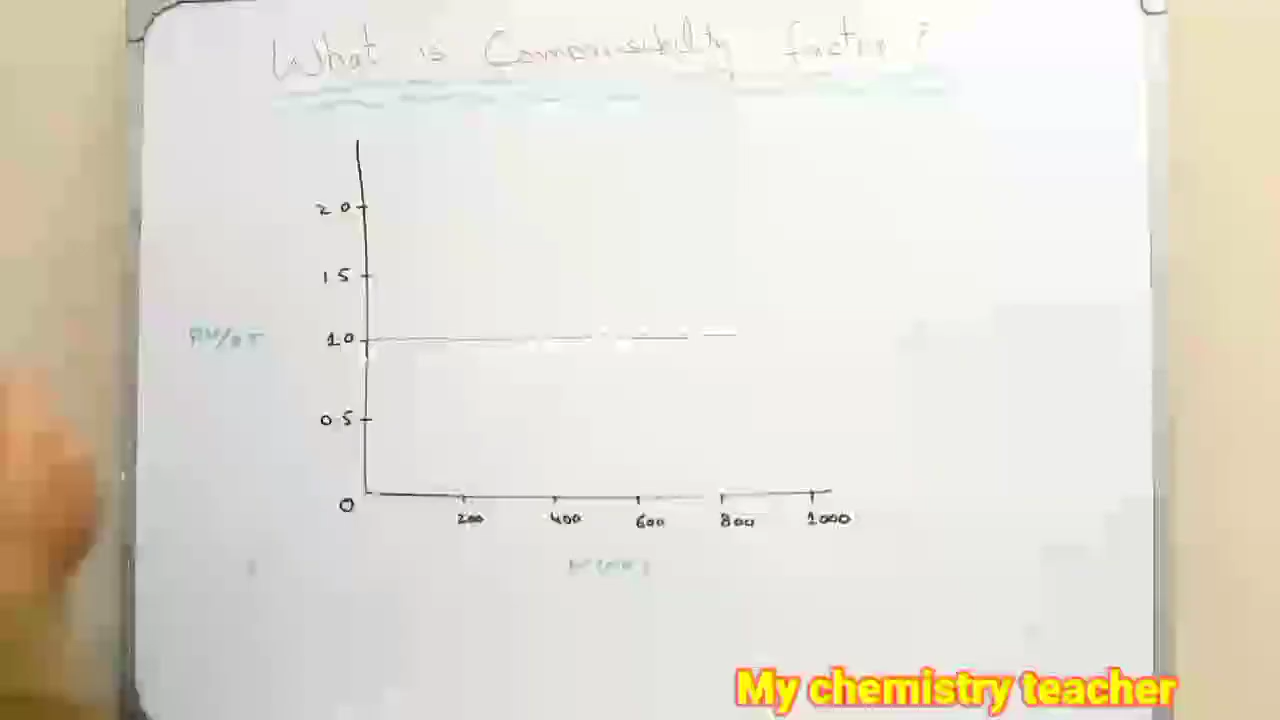 What is Compressibility factor ?
2.0
1.5
PV/RT 1.0
0.5
0
200 400 600 800 1000
My chemistry teacher